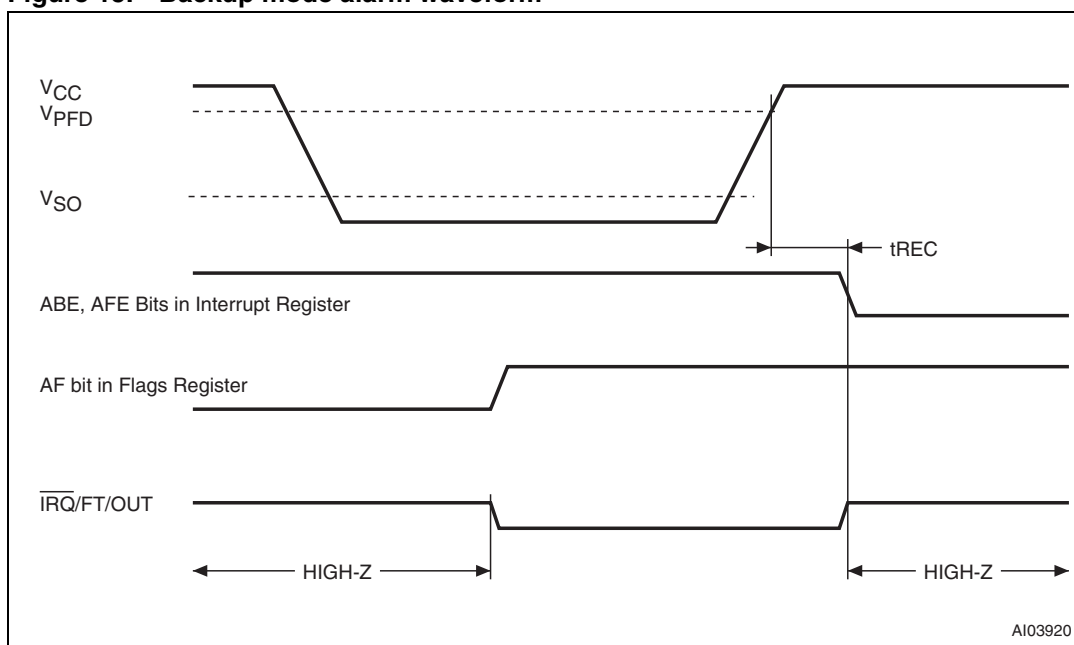 Figure Backup mode alarm waveform
VCC
VPFD
VSO
tREC
ABE, AFE Bits in Interrupt Register
AF bit in Flags Register
IRQ/FT/OUT
HIGH-Z
HIGH-Z
AI03920